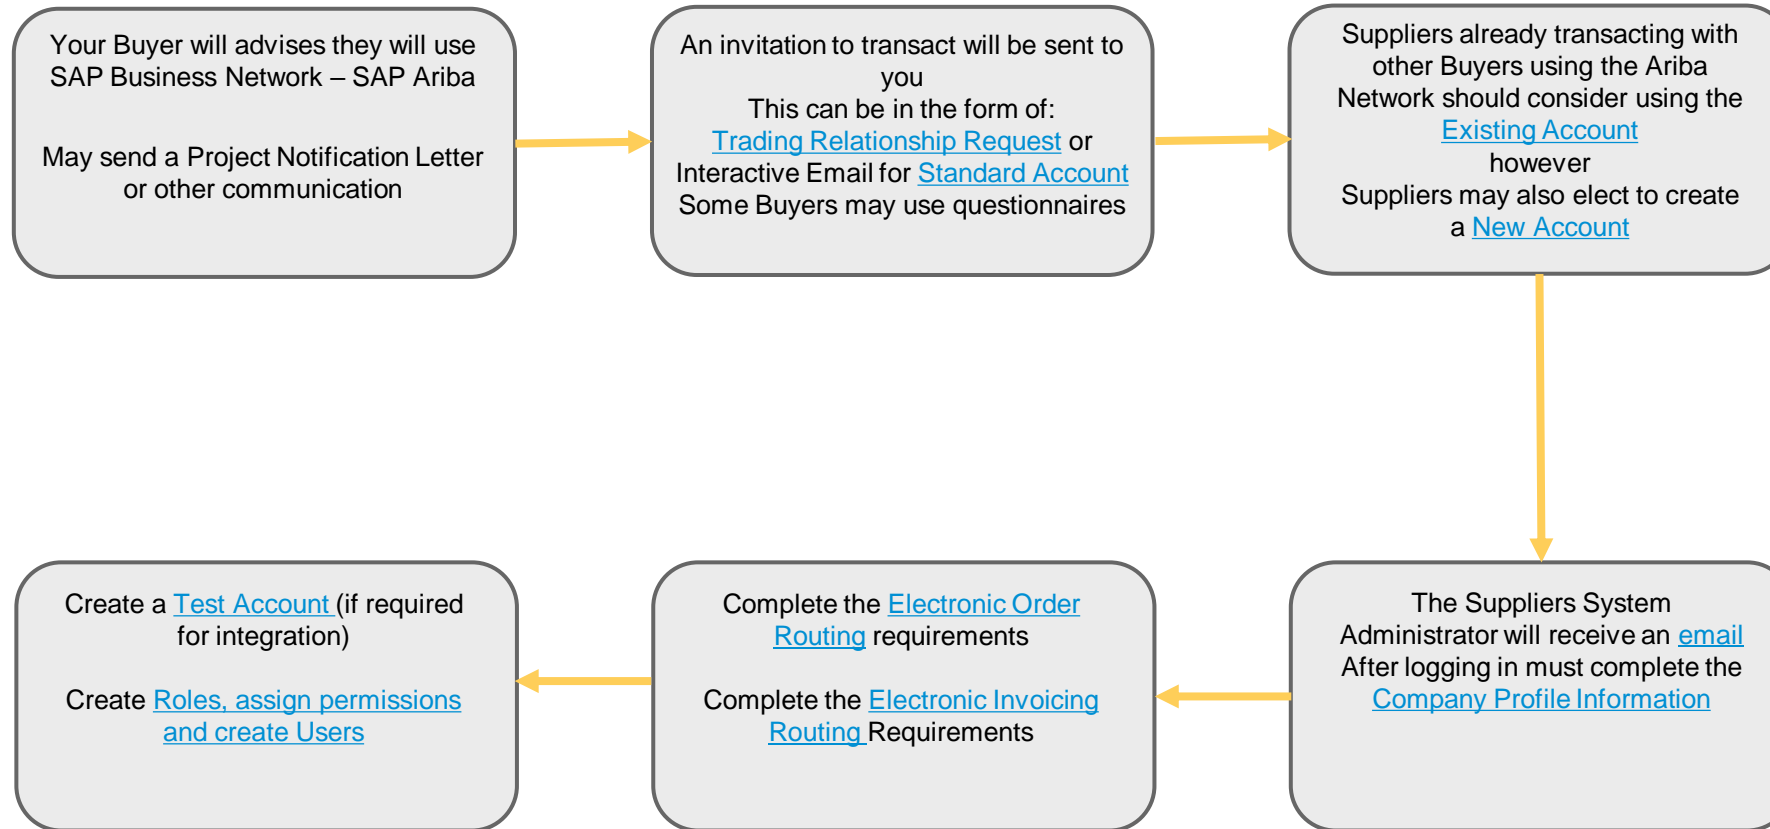 Your Buyer will advises they will use
SAP Business Network – SAP Ariba
May send a Project Notification Letter
or other communication
An invitation to transact will be sent to
you
This can be in the form of:
Trading Relationship Request or
Interactive Email for Standard Account
Some Buyers may use questionnaires
Suppliers already transacting with
other Buyers using the Ariba
Network should consider using the
Existing Account
however
Suppliers may also elect to create
a New Account
The Suppliers System
Administrator will receive an email
After logging in must complete the
Company Profile Information
Complete the Electronic Order
Routing requirements
Complete the Electronic Invoicing
Routing Requirements
Create a Test Account (if required
for integration)
Create Roles, assign permissions
and create Users